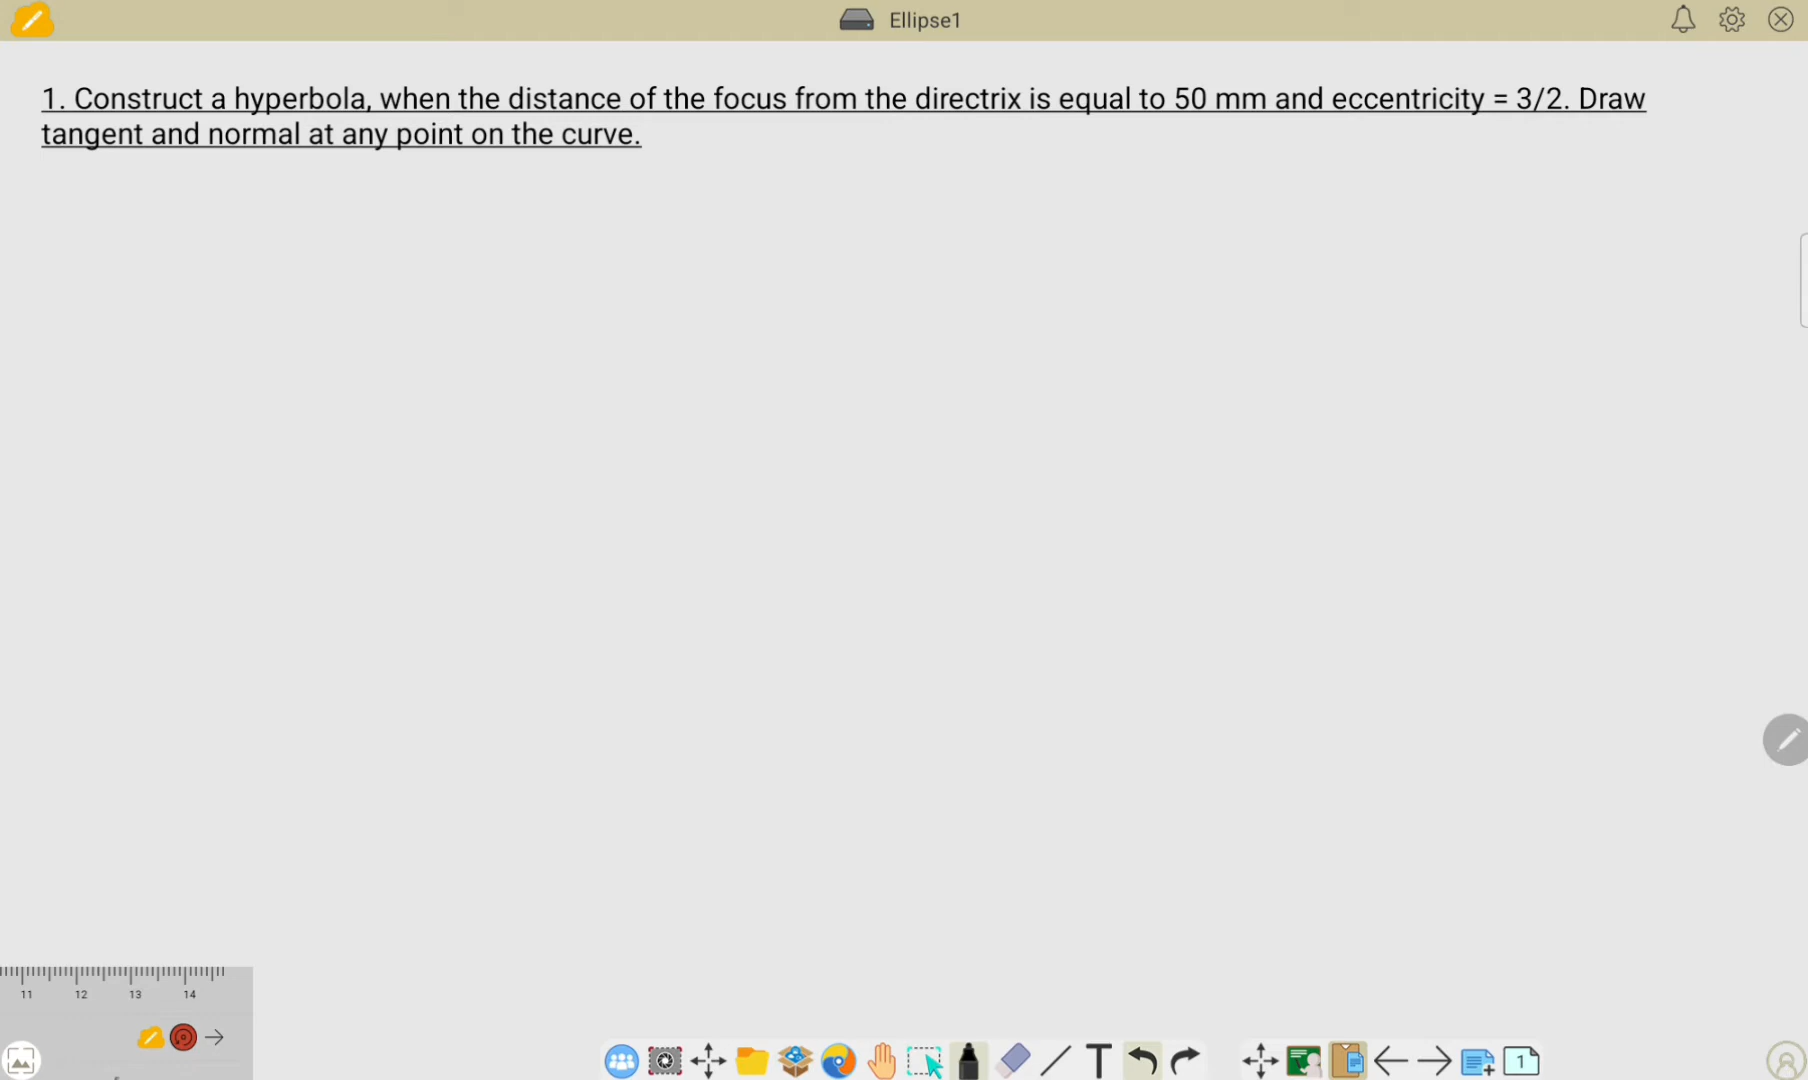 Ellipse1
1. Construct a hyperbola, when the distance of the focus from the directrix is equal to 50 mm and eccentricity = 3/2. Draw
tangent and normal at any point on the curve.
11 12 13 14
T 1